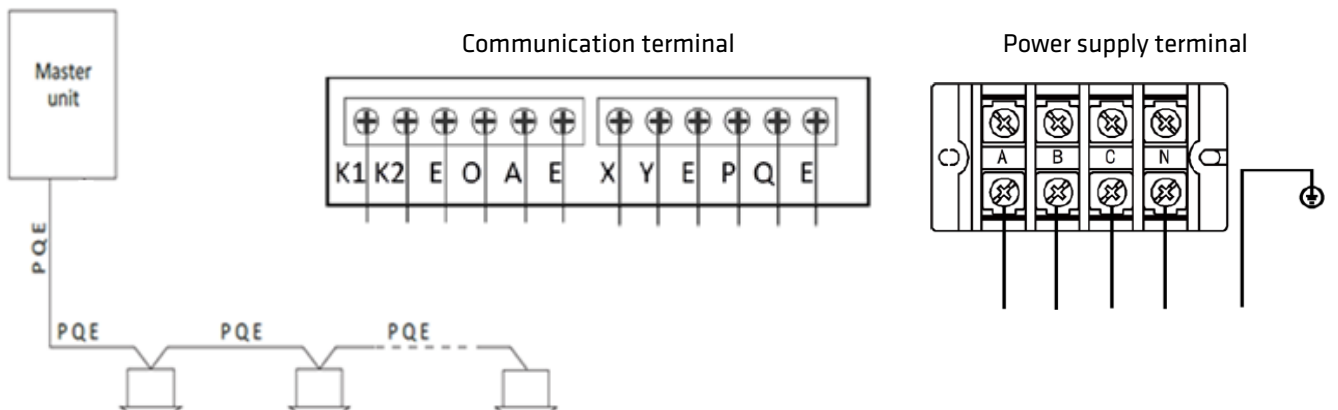 Master
unit
Communication terminal
Power supply terminal
K1 K2 E O A E X Y E P Q E
A B C N
PQE
PQE PQE PQE